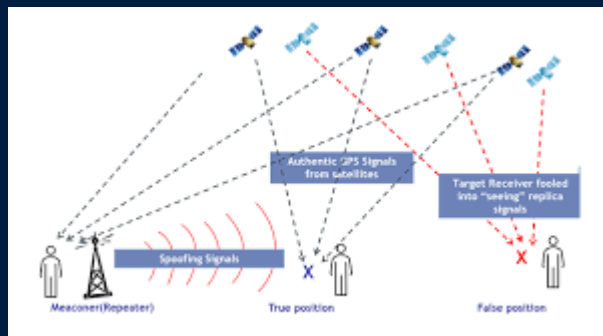 Authentic GPS Signals
from satellites
Target Receiver fooled
into "seeing" replica
signals
Spoofing Signals
X
X
Meaconer(Repeater)
True position
False position